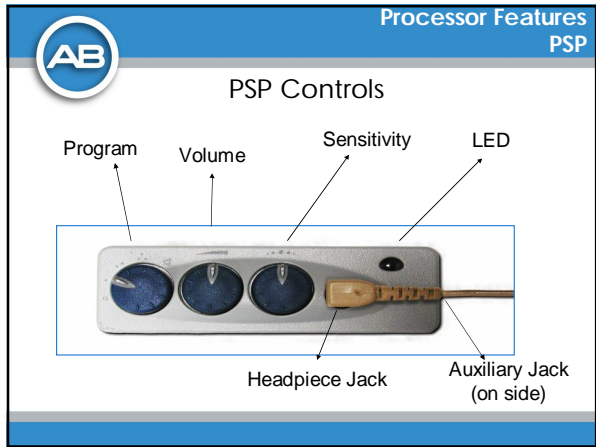 Processor Features
PSP
AB
PSP Controls
Program
Volume
Sensitivity
LED
Headpiece Jack
Auxiliary Jack
(on side)